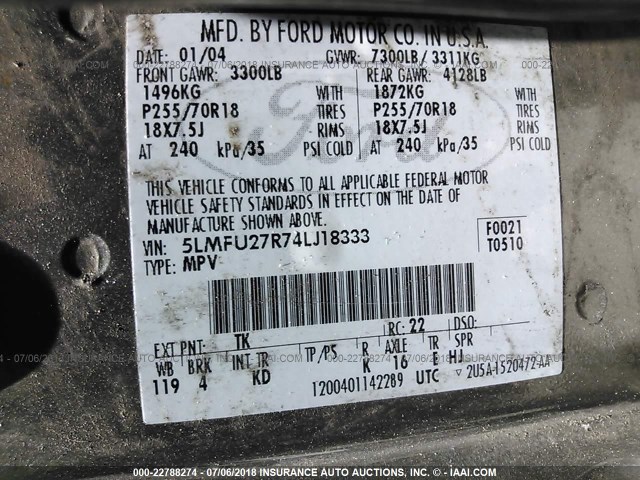 MFD. BY FORD MOTOR CO. IN U.S.A.
DATE: 01/04 GVWR: 7300LB/3311KG
FRONT GAWR: 3300LB REAR GAWR: 4128LB
1496KG WITH 1872KG WITH
P255/70R18 TIRES P255/70R18 TIRES
18X7.5J RIMS 18X7.5J RIMS
AT 240 kPa/35 PSI COLD AT 240 kPa/35 PSI COLD
Ford
THIS VEHICLE CONFORMS TO ALL APPLICABLE FEDERAL MOTOR
VEHICLE SAFETY STANDARDS IN EFFECT ON THE DATE OF
MANUFACTURE SHOWN ABOVE.
VIN: 5LMFU27R74LJ18333 F0021
TYPE: MPV T0510
RC: 22 DSO:
EXT PNT: TK
WB BRK INT TR TP/PS R AXLE TR SPR
119 4 KD K 16 E HJ
T200401142289 UTC ▽ 2U5A-1520472-AA
000-22788274 - 07/06/2018 INSURANCE AUTO AUCTIONS, INC. - © - IAAI.COM